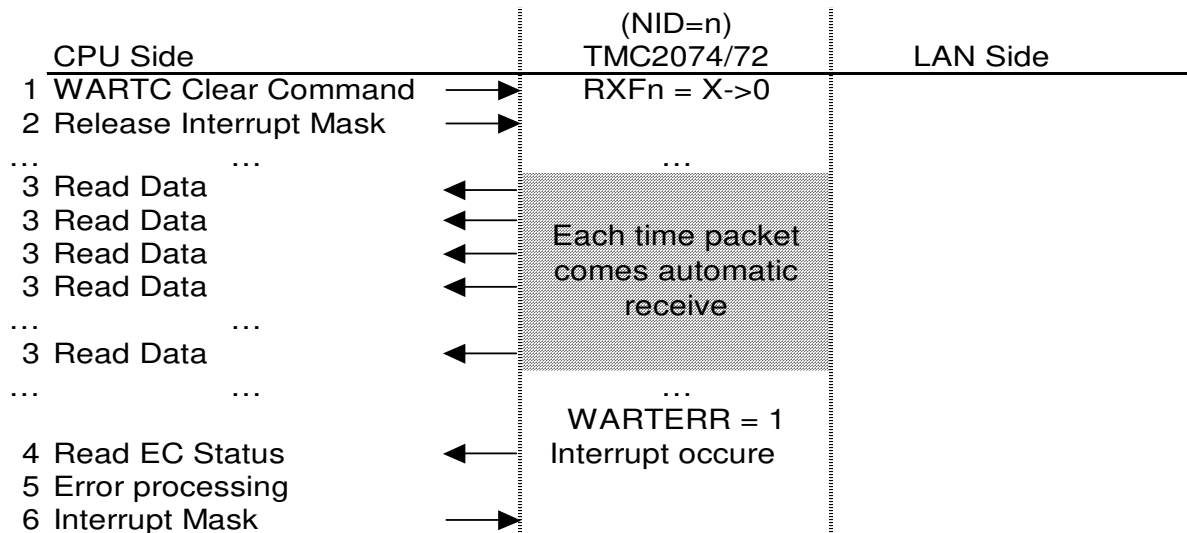 (NID=n)
CPU Side TMC2074/72 LAN Side
1 WARTC Clear Command RXFn = X->0
2 Release Interrupt Mask
... ... ...
3 Read Data
3 Read Data Each time packet
3 Read Data comes automatic
3 Read Data receive
... ...
3 Read Data
... ... ...
WARTERR = 1
4 Read EC Status Interrupt occure
5 Error processing
6 Interrupt Mask